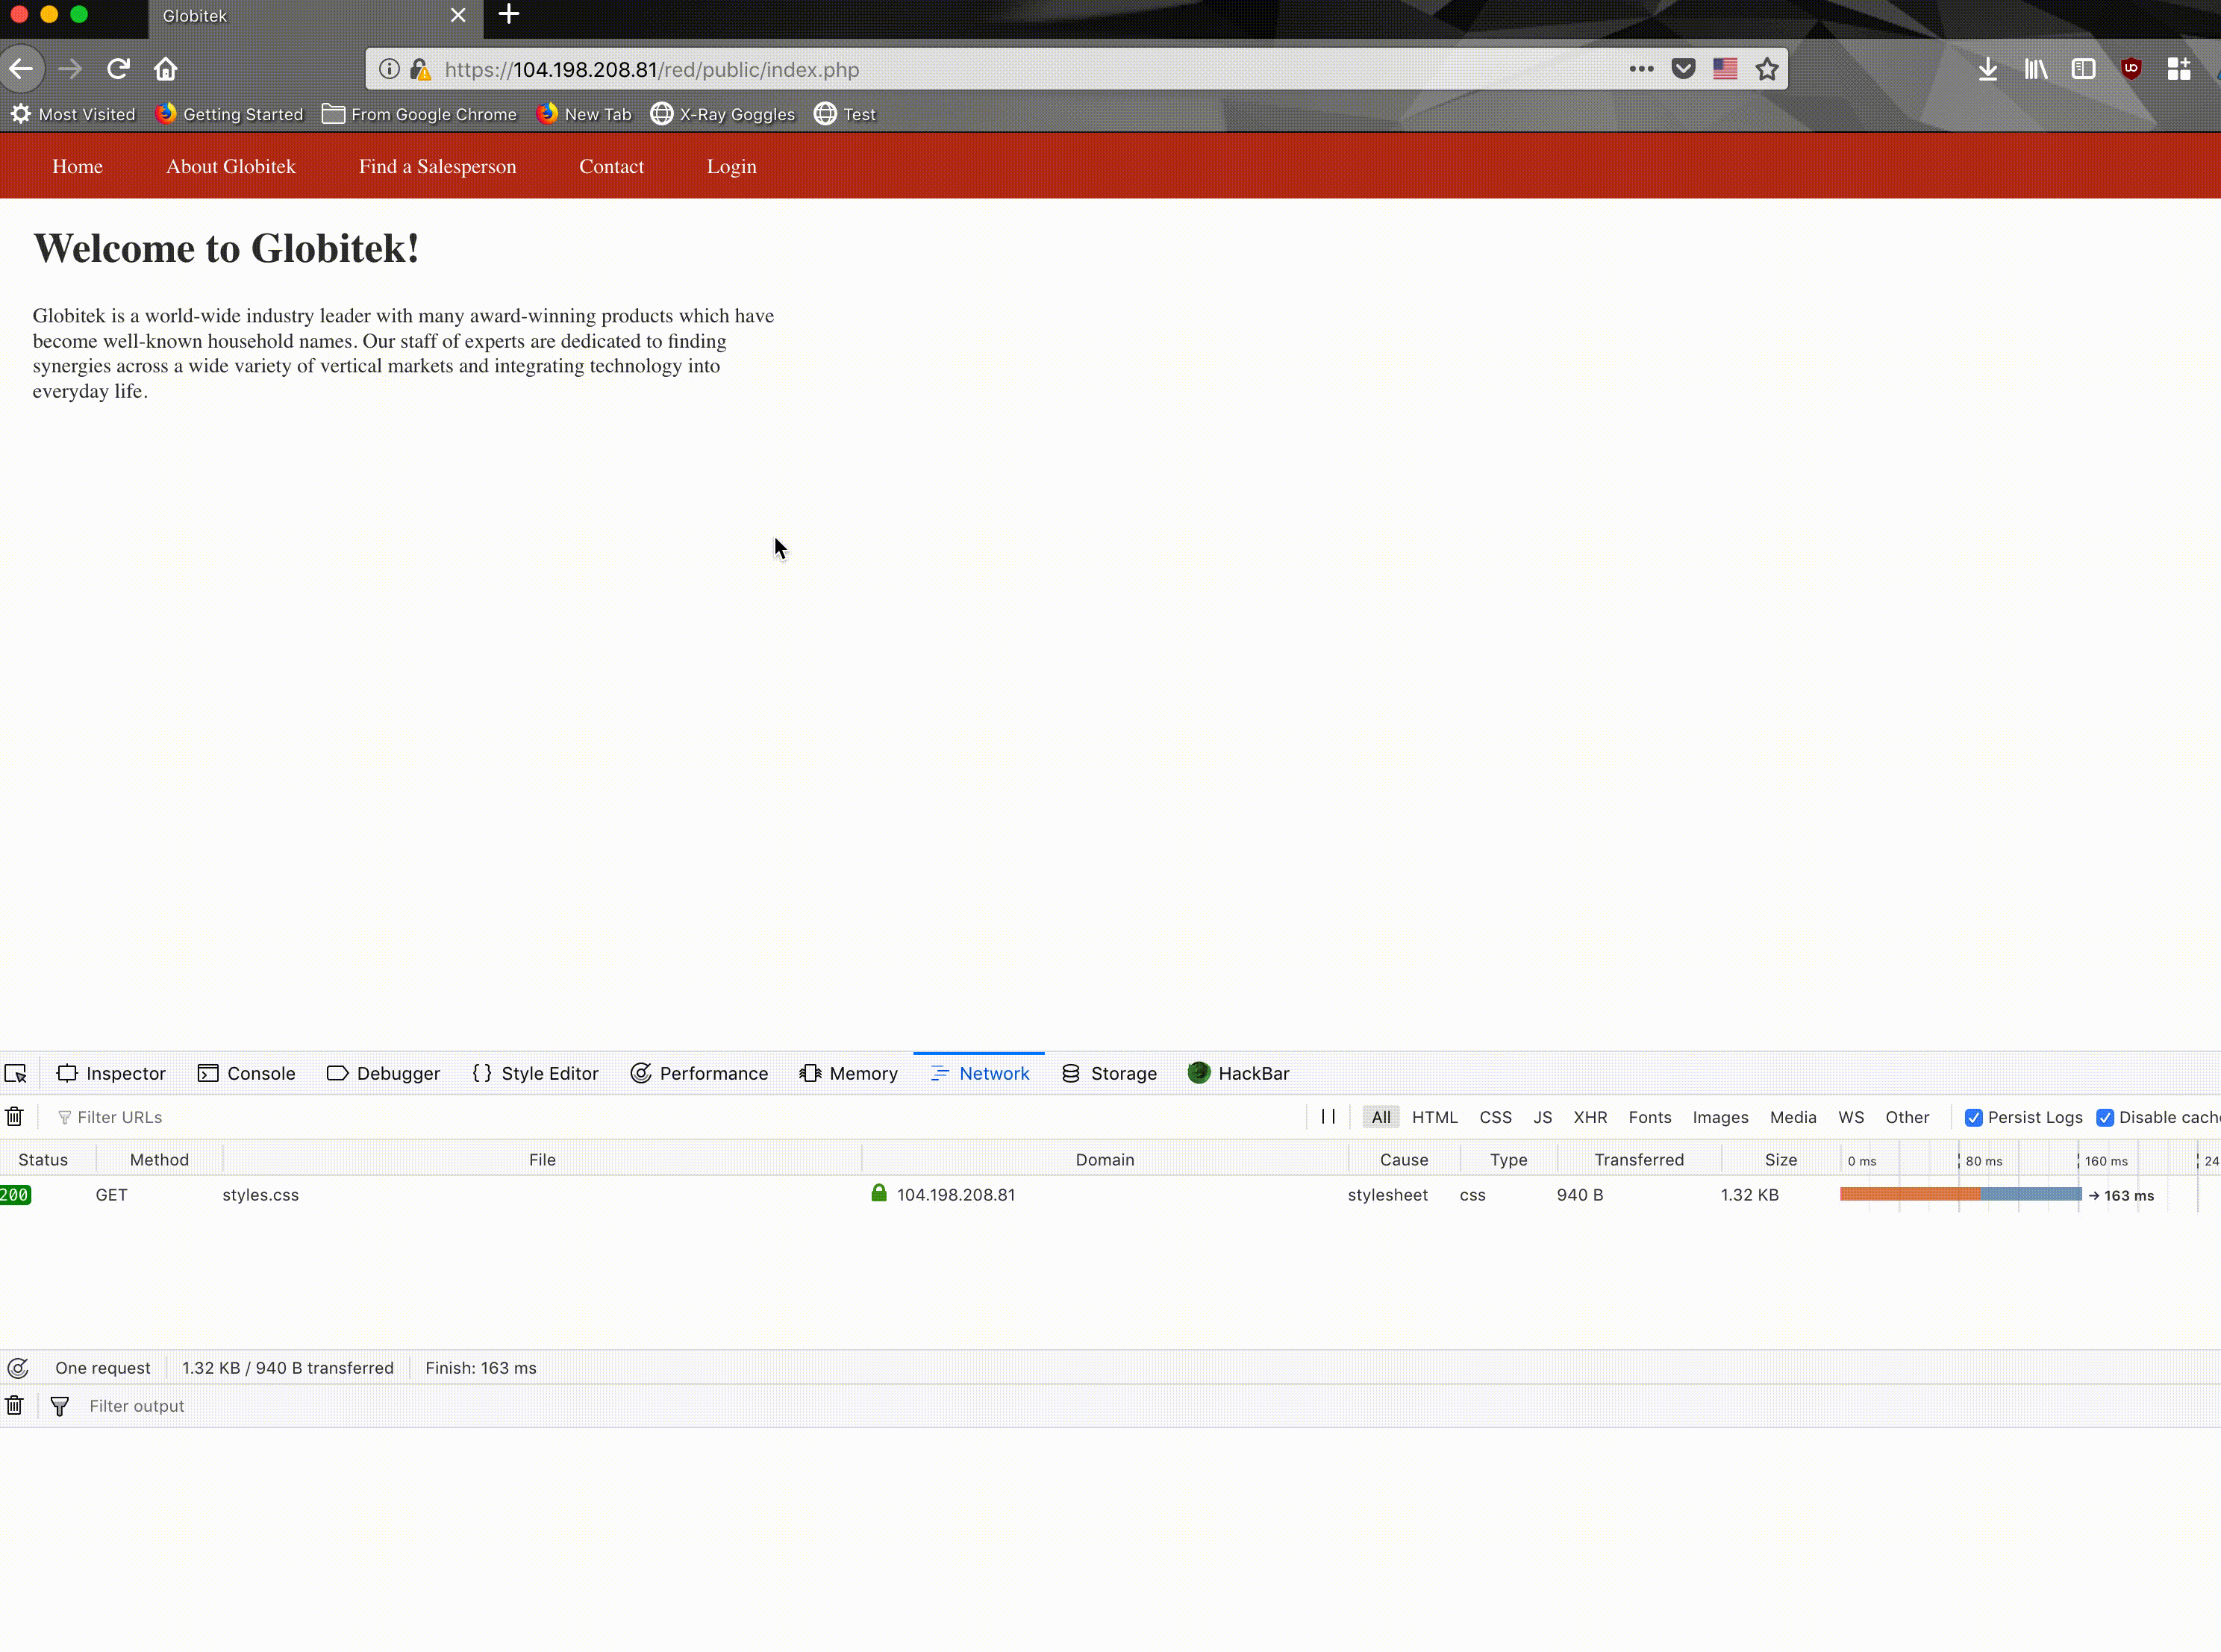 Globitek
https://104.198.208.81/red/public/index.php
Most Visited Getting Started From Google Chrome New Tab X-Ray Goggles Test
Home About Globitek Find a Salesperson Contact Login
Welcome to Globitek!
Globitek is a world-wide industry leader with many award-winning products which have
become well-known household names. Our staff of experts are dedicated to finding
synergies across a wide variety of vertical markets and integrating technology into
everyday life.
Inspector Console Debugger { } Style Editor Performance Memory Network Storage HackBar
Filter URLs All HTML CSS JS XHR Fonts Images Media WS Other Persist Logs Disable cach
Status Method File Domain Cause Type Transferred Size 0 ms 80 ms 160 ms 24
200 GET styles.css 104.198.208.81 stylesheet css 940 B 1.32 KB → 163 ms
One request 1.32 KB / 940 B transferred Finish: 163 ms
Filter output